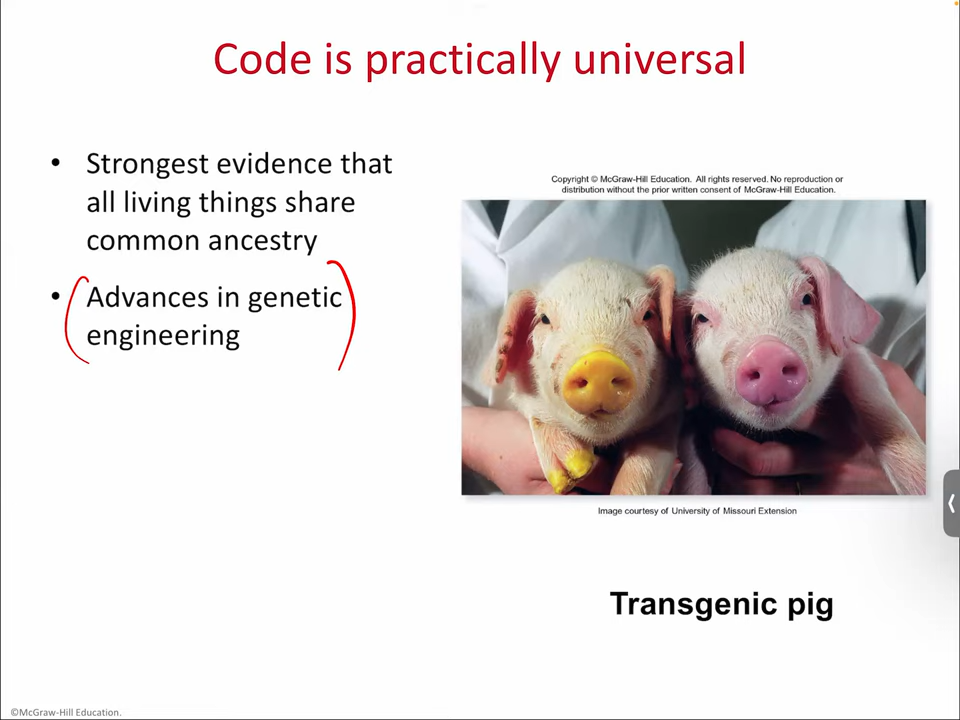 Code is practically universal
• Strongest evidence that
all living things share
common ancestry
• Advances in genetic
engineering
Copyright © McGraw-Hill Education. All rights reserved. No reproduction or
distribution without the prior written consent of McGraw-Hill Education.
Image courtesy of University of Missouri Extension
Transgenic pig
©McGraw-Hill Education.